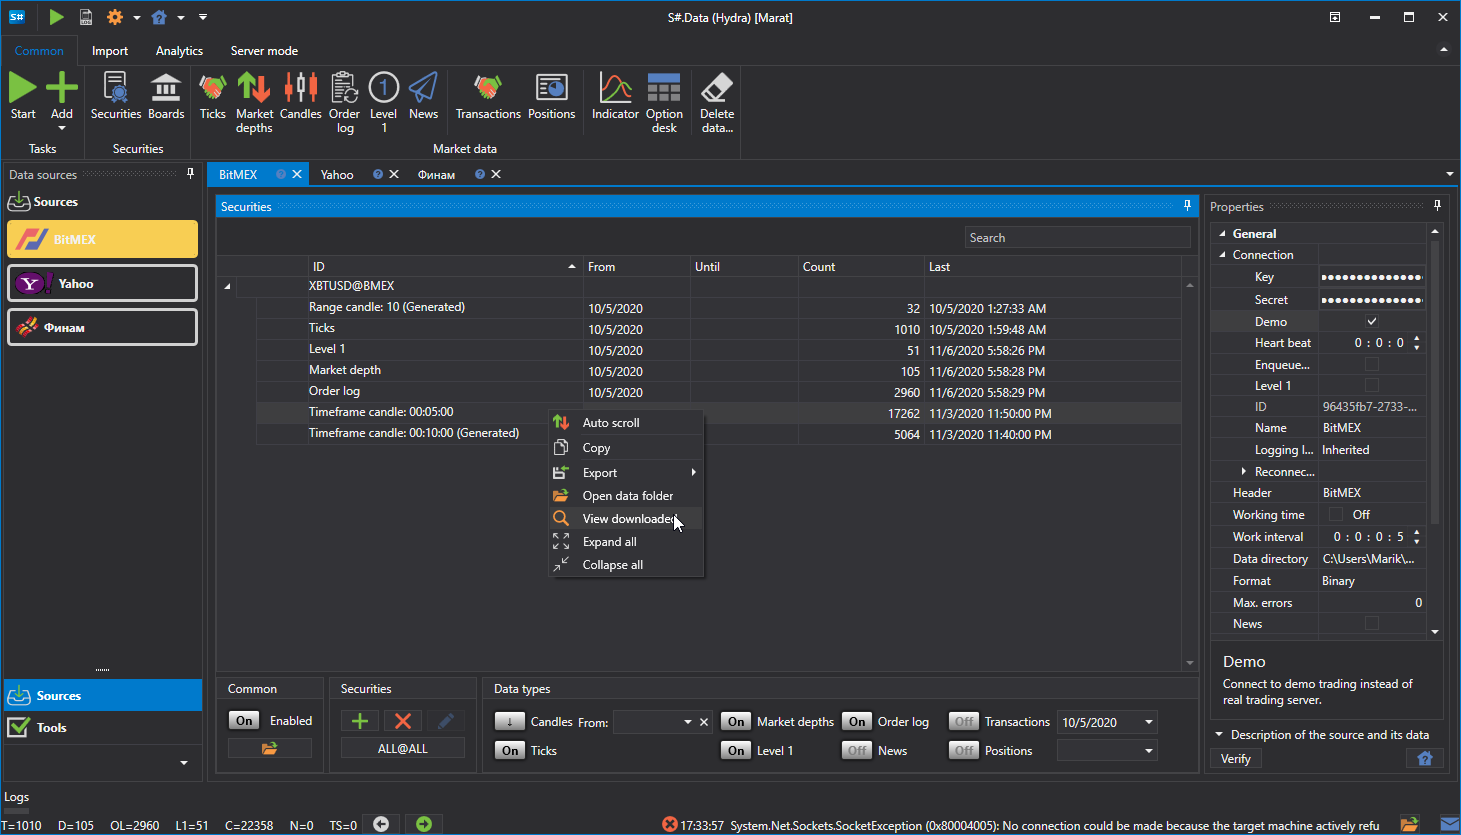 S# LOG S#.Data (Hydra) [Marat]
Common Import Analytics Server mode
Start Add Securities Boards Ticks Market depths Candles Order log Level 1 News Transactions Positions Indicator Option desk Delete data...
Tasks Securities Market data
Data sources
Sources
BitMEX
Yahoo
Финам
BitMEX Yahoo Финам
Securities
Search
ID From Until Count Last
XBTUSD@BMEX
Range candle: 10 (Generated) 10/5/2020 32 10/5/2020 1:27:33 AM
Ticks 10/5/2020 1010 10/5/2020 1:59:48 AM
Level 1 10/5/2020 51 11/6/2020 5:58:26 PM
Market depth 10/5/2020 105 11/6/2020 5:58:28 PM
Order log 10/5/2020 2960 11/6/2020 5:58:29 PM
Timeframe candle: 00:05:00 17262 11/3/2020 11:50:00 PM
Timeframe candle: 00:10:00 (Generated) 5064 11/3/2020 11:40:00 PM
Auto scroll
Copy
Export
Open data folder
View downloaded
Expand all
Collapse all
Properties
General
Connection
Key ●●●●●●●●●●●●●●
Secret ●●●●●●●●●●●●●●
Demo
Heart beat 0 : 0 : 0
Enqueue...
Level 1
ID 96435fb7-2733-...
Name BitMEX
Logging l... Inherited
Reconnec...
Header BitMEX
Working time Off
Work interval 0 : 0 : 0 : 5
Data directory C:\Users\Marik\...
Format Binary
Max. errors 0
News
Demo
Connect to demo trading instead of
real trading server.
Description of the source and its data
Verify
Sources
Tools
Common Securities Data types
On Enabled ↓ Candles From: On Market depths On Order log Off Transactions 10/5/2020
ALL@ALL On Ticks On Level 1 Off News Off Positions
Logs
T=1010 D=105 OL=2960 L1=51 C=22358 N=0 TS=0 17:33:57 System.Net.Sockets.SocketException (0x80004005): No connection could be made because the target machine actively refu